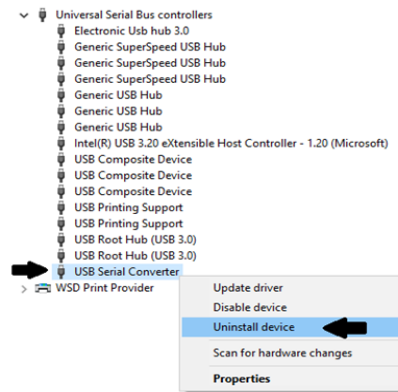 Universal Serial Bus controllers
Electronic Usb hub 3.0
Generic SuperSpeed USB Hub
Generic SuperSpeed USB Hub
Generic SuperSpeed USB Hub
Generic USB Hub
Generic USB Hub
Generic USB Hub
Intel(R) USB 3.20 eXtensible Host Controller - 1.20 (Microsoft)
USB Composite Device
USB Composite Device
USB Composite Device
USB Printing Support
USB Printing Support
USB Root Hub (USB 3.0)
USB Root Hub (USB 3.0)
USB Serial Converter
WSD Print Provider
Update driver
Disable device
Uninstall device
Scan for hardware changes
Properties